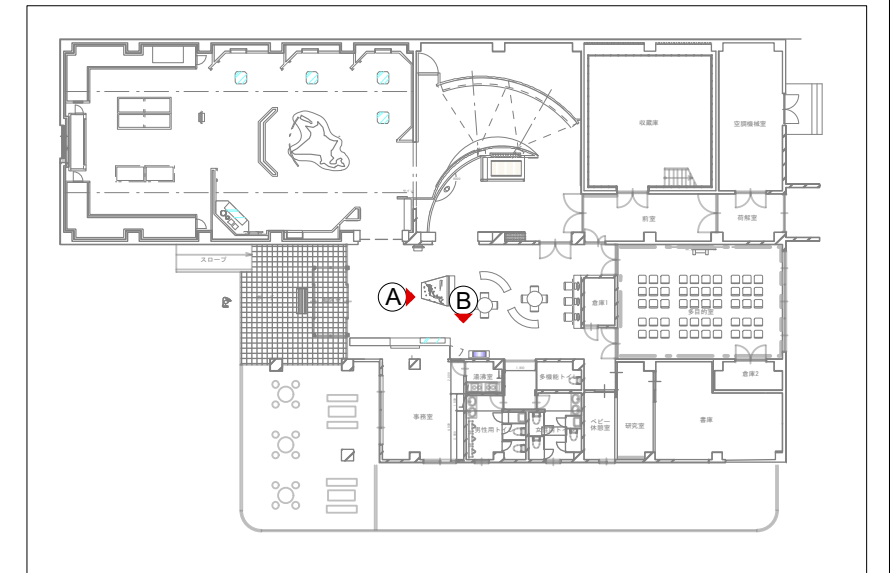 収蔵庫
空調機械室
前室
荷解室
スロープ
A
B
倉庫1
多目的室
倉庫2
湯沸室
多機能トイレ
事務室
男性用トイレ
ベビー
休憩室
研究室
書庫